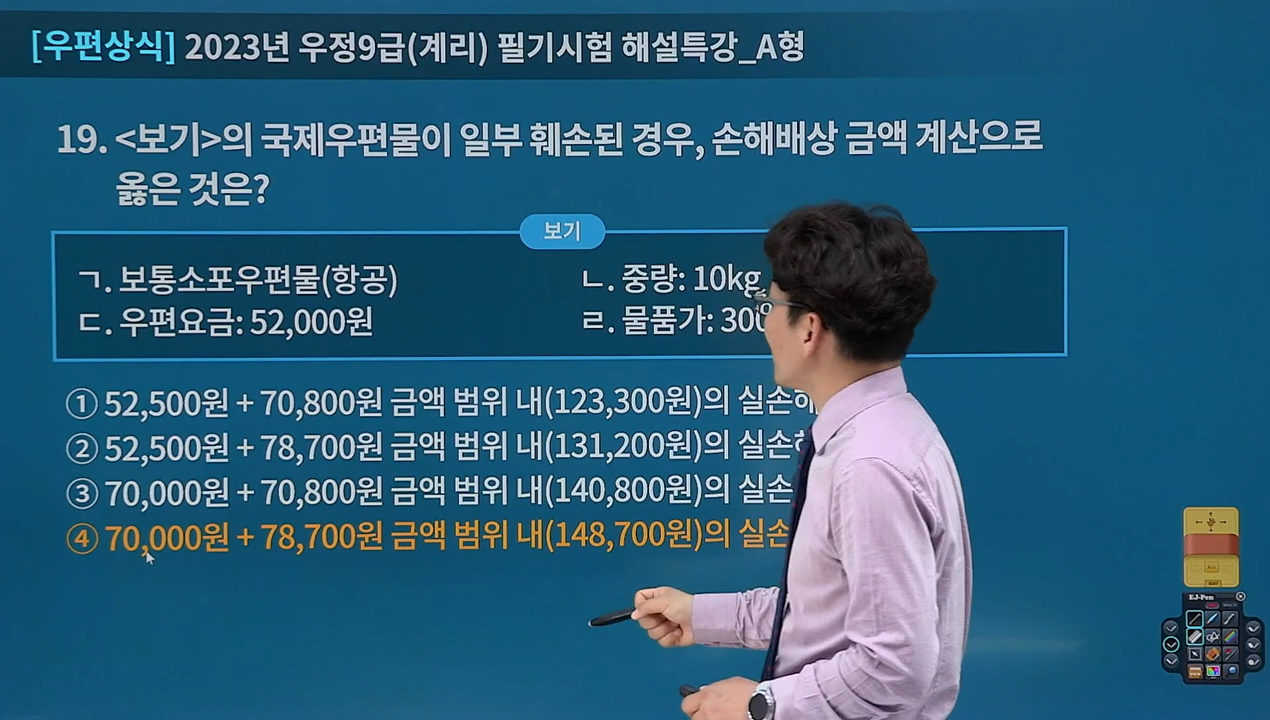 [우편상식] 2023년 우정9급(계리) 필기시험 해설특강_A형
19. <보기>의 국제우편물이 일부 훼손된 경우, 손해배상 금액 계산으로
옳은 것은?
보기
ㄱ. 보통소포우편물(항공) ㄴ. 중량: 10kg
ㄷ. 우편요금: 52,000원 ㄹ. 물품가:
① 52,500원 + 70,800원 금액 범위 내(123,300원)의
② 52,500원 + 78,700원 금액 범위 내(131,200원)의
③ 70,000원 + 70,800원 금액 범위 내(140,800원)의
④ 70,000원 + 78,700원 금액 범위 내(148,700원)의
ALL
EXIT
EJ-Pen